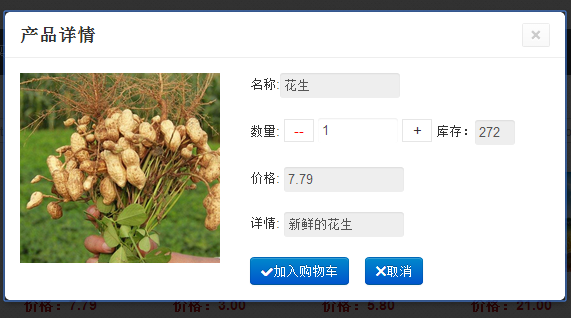 产品详情 ×
名称: 花生
数量: -- 1 + 库存: 272
价格: 7.79
详情: 新鲜的花生
加入购物车 取消
价格: 7.79 价格: 3.00 价格: 5.80 价格: 21.00